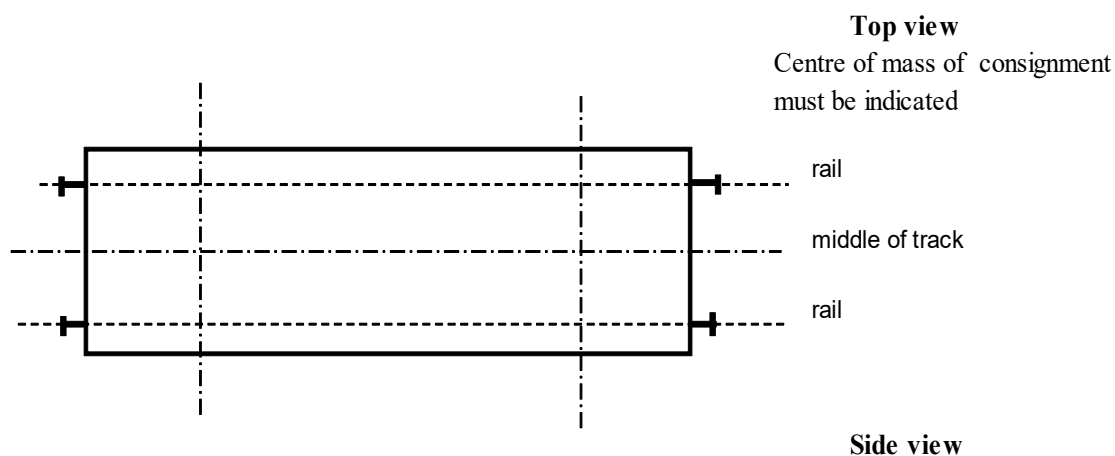 Top view
Centre of mass of consignment
must be indicated
rail
middle of track
rail
Side view